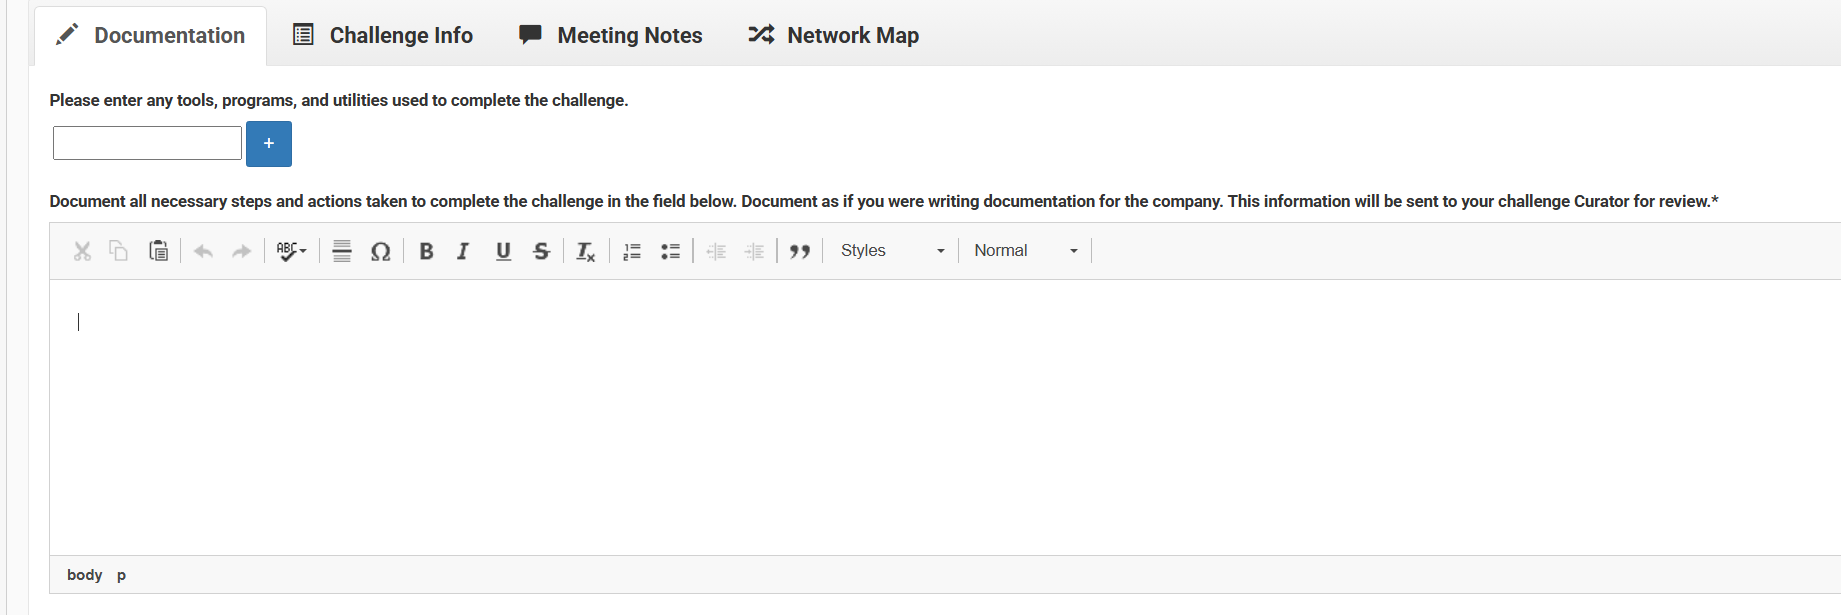 Documentation Challenge Info Meeting Notes Network Map
Please enter any tools, programs, and utilities used to complete the challenge.
+
Document all necessary steps and actions taken to complete the challenge in the field below. Document as if you were writing documentation for the company. This information will be sent to your challenge Curator for review.*
ABC Ω B I U S Tx Styles Normal
body p